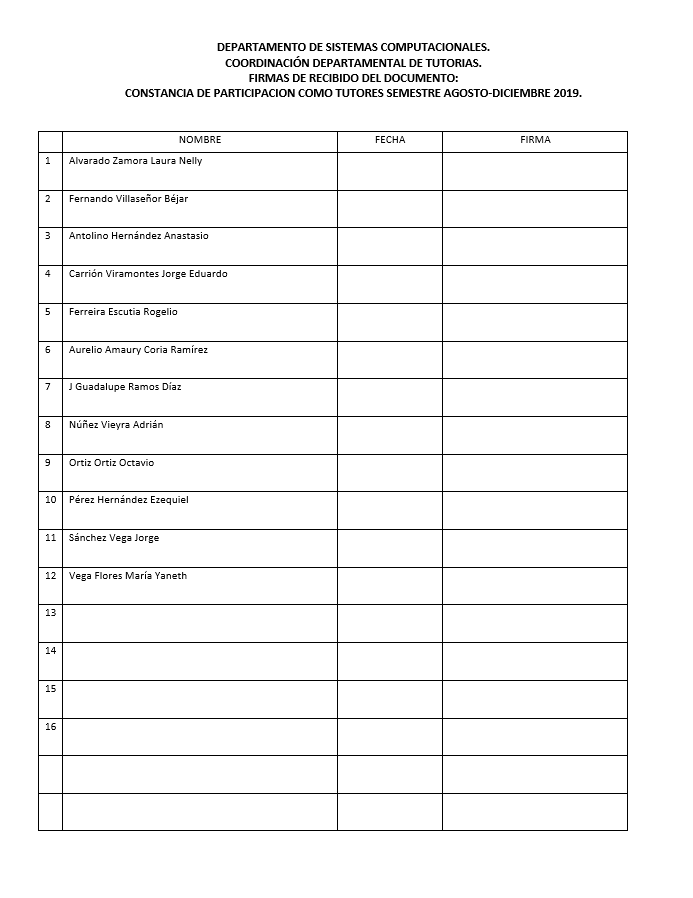 DEPARTAMENTO DE SISTEMAS COMPUTACIONALES.
COORDINACIÓN DEPARTAMENTAL DE TUTORIAS.
FIRMAS DE RECIBIDO DEL DOCUMENTO:
CONSTANCIA DE PARTICIPACION COMO TUTORES SEMESTRE AGOSTO-DICIEMBRE 2019.
NOMBRE FECHA FIRMA
1 Alvarado Zamora Laura Nelly
2 Fernando Villaseñor Béjar
3 Antolino Hernández Anastasio
4 Carrión Viramontes Jorge Eduardo
5 Ferreira Escutia Rogelio
6 Aurelio Amaury Coria Ramírez
7 J Guadalupe Ramos Díaz
8 Núñez Vieyra Adrián
9 Ortiz Ortiz Octavio
10 Pérez Hernández Ezequiel
11 Sánchez Vega Jorge
12 Vega Flores María Yaneth
13
14
15
16